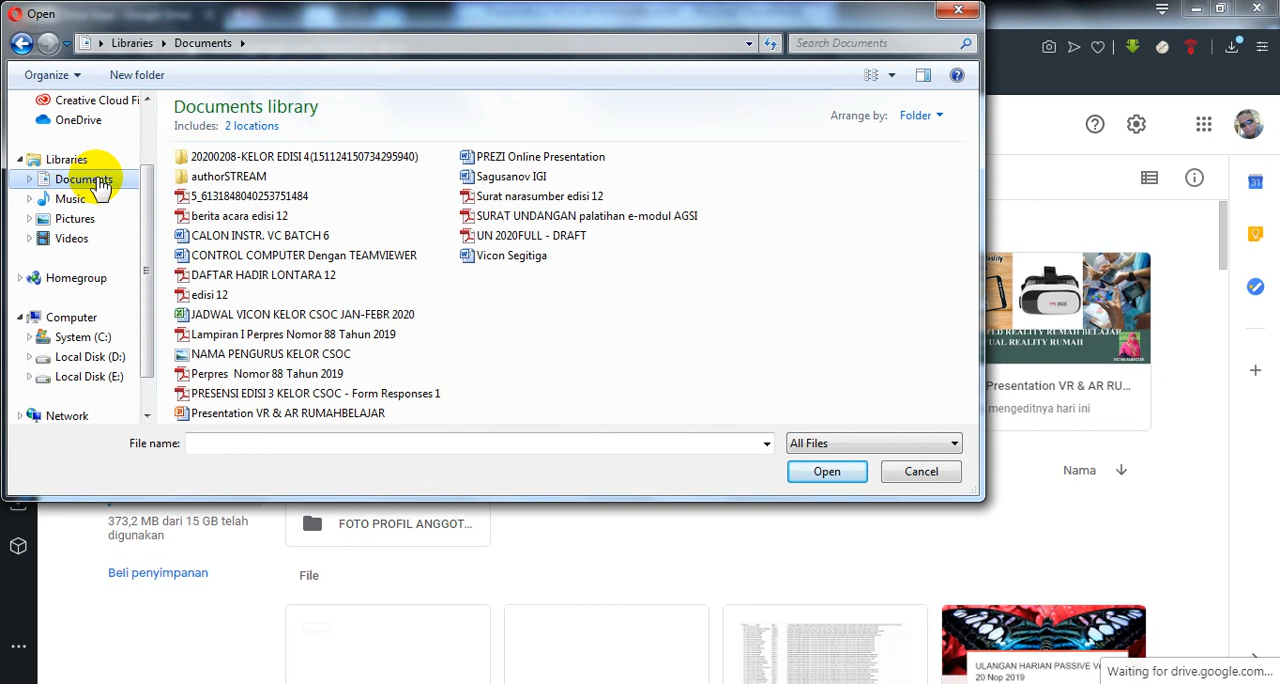 Open
Libraries
Documents
Search Documents
Organize
New folder
Creative Cloud Fi
OneDrive
Libraries
Documents
Music
Pictures
Videos
Homegroup
Computer
System (C:)
Local Disk (D:)
Local Disk (E:)
Network
Documents library
Includes: 2 locations
Arrange by: Folder
20200208-KELOR EDISI 4(151124150734295940)
authorSTREAM
5_6131848040253751484
berita acara edisi 12
CALON INSTR. VC BATCH 6
CONTROL COMPUTER Dengan TEAMVIEWER
DAFTAR HADIR LONTARA 12
edisi 12
JADWAL VICON KELOR CSOC JAN-FEBR 2020
Lampiran I Perpres Nomor 88 Tahun 2019
NAMA PENGURUS KELOR CSOC
Perpres Nomor 88 Tahun 2019
PRESENSI EDISI 3 KELOR CSOC - Form Responses 1
Presentation VR & AR RUMAHBELAJAR
PREZI Online Presentation
Sagusanov IGI
Surat narasumber edisi 12
SURAT UNDANGAN palatihan e-modul AGSI
UN 2020FULL - DRAFT
Vicon Segitiga
File name:
All Files
Open
Cancel
31
REALITY RUMAH BELAJAR
TUAL REALITY RUMAH
Presentation VR & AR RU...
mengeditnya hari ini
Nama
373,2 MB dari 15 GB telah
digunakan
Beli penyimpanan
FOTO PROFIL ANGGOT...
File
ULANGAN HARIAN PASSIVE
20 Nop 2019
Waiting for drive.google.com...